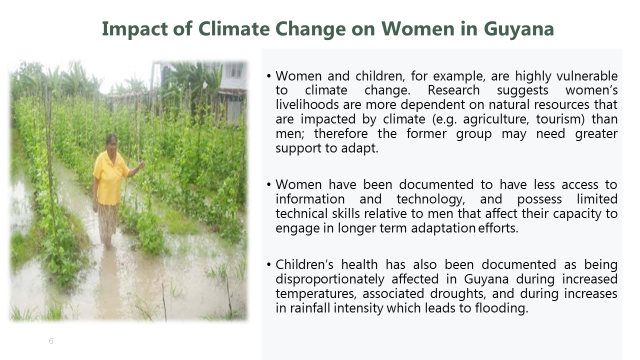 Impact of Climate Change on Women in Guyana
• Women and children, for example, are highly vulnerable
to climate change. Research suggests women's
livelihoods are more dependent on natural resources that
are impacted by climate (e.g. agriculture, tourism) than
men; therefore the former group may need greater
support to adapt.
• Women have been documented to have less access to
information and technology, and possess limited
technical skills relative to men that affect their capacity to
engage in longer term adaptation efforts.
• Children's health has also been documented as being
disproportionately affected in Guyana during increased
temperatures, associated droughts, and during increases
in rainfall intensity which leads to flooding.
6